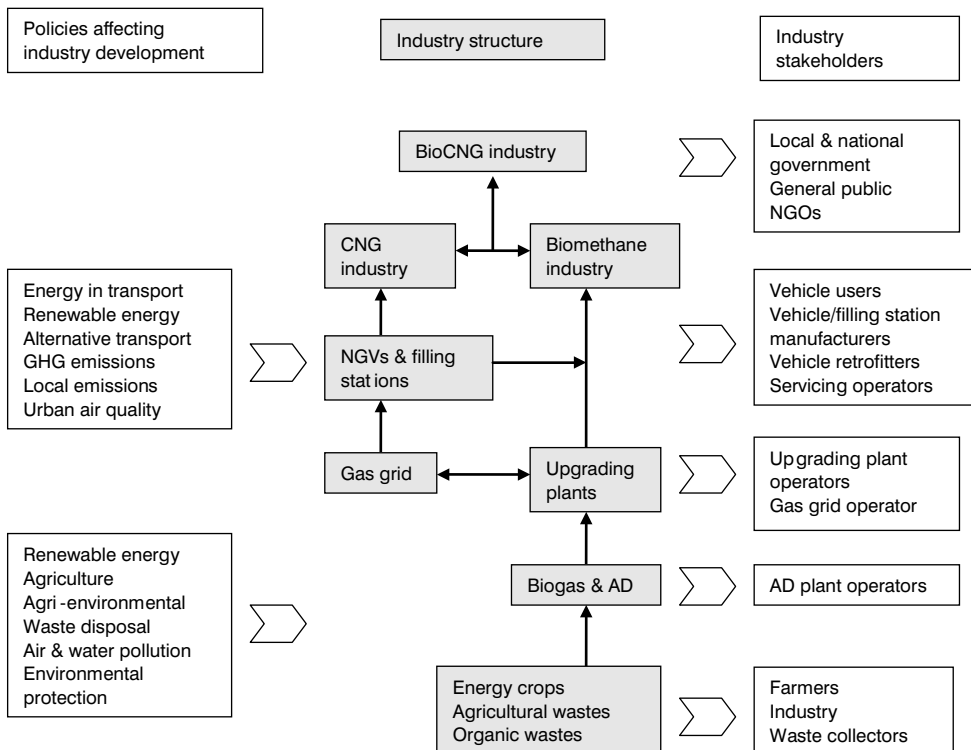 Policies affecting
industry development
Industry structure
Industry
stakeholders
BioCNG industry
Local & national
government
General public
NGOs
CNG
industry
Biomethane
industry
Energy in transport
Renewable energy
Alternative transport
GHG emissions
Local emissions
Urban air quality
NGVs & filling
stations
Vehicle users
Vehicle/filling station
manufacturers
Vehicle retrofitters
Servicing operators
Gas grid
Upgrading
plants
Upgrading plant
operators
Gas grid operator
Renewable energy
Agriculture
Agri-environmental
Waste disposal
Air & water pollution
Environmental
protection
Biogas & AD
AD plant operators
Energy crops
Agricultural wastes
Organic wastes
Farmers
Industry
Waste collectors